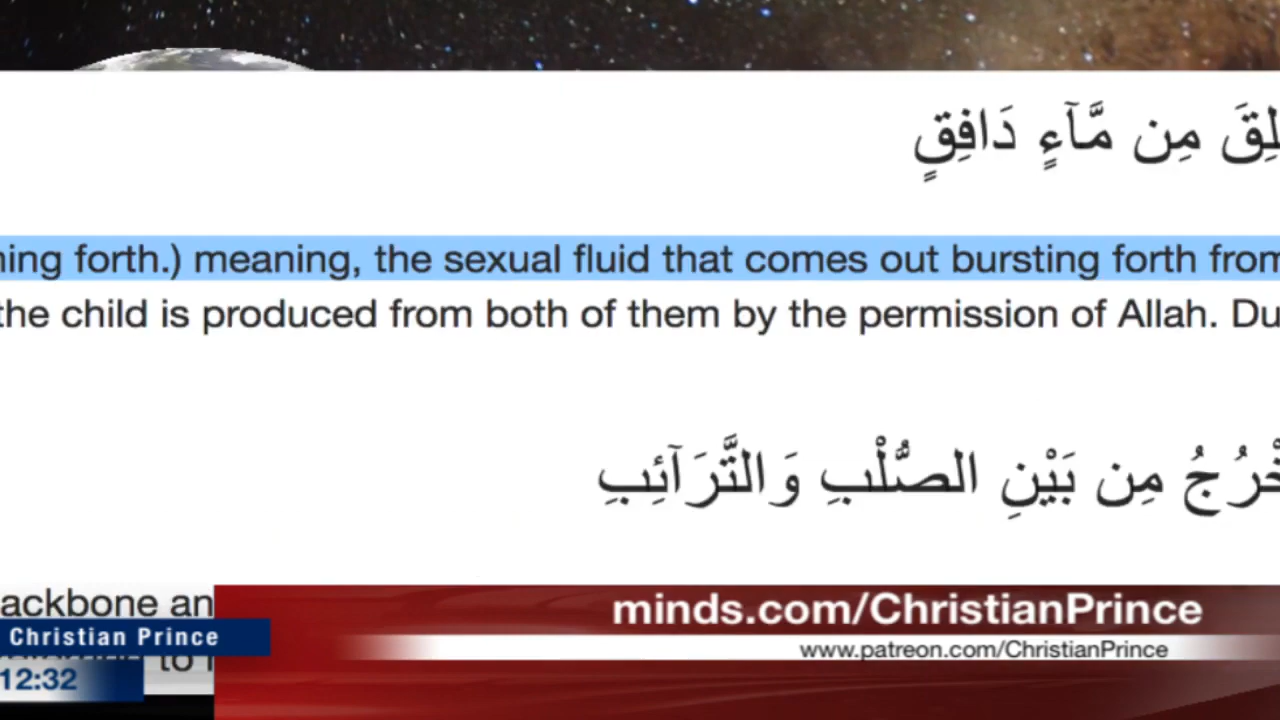 لِقَ مِن مَّآءٍ دَافِقٍ
ning forth.) meaning, the sexual fluid that comes out bursting forth from
the child is produced from both of them by the permission of Allah. Du
خْرُجُ مِن بَيْنِ الصُّلْبِ وَالتَّرَآئِبِ
ackbone an
minds.com/ChristianPrince
Christian Prince
www.patreon.com/ChristianPrince
to
12:32